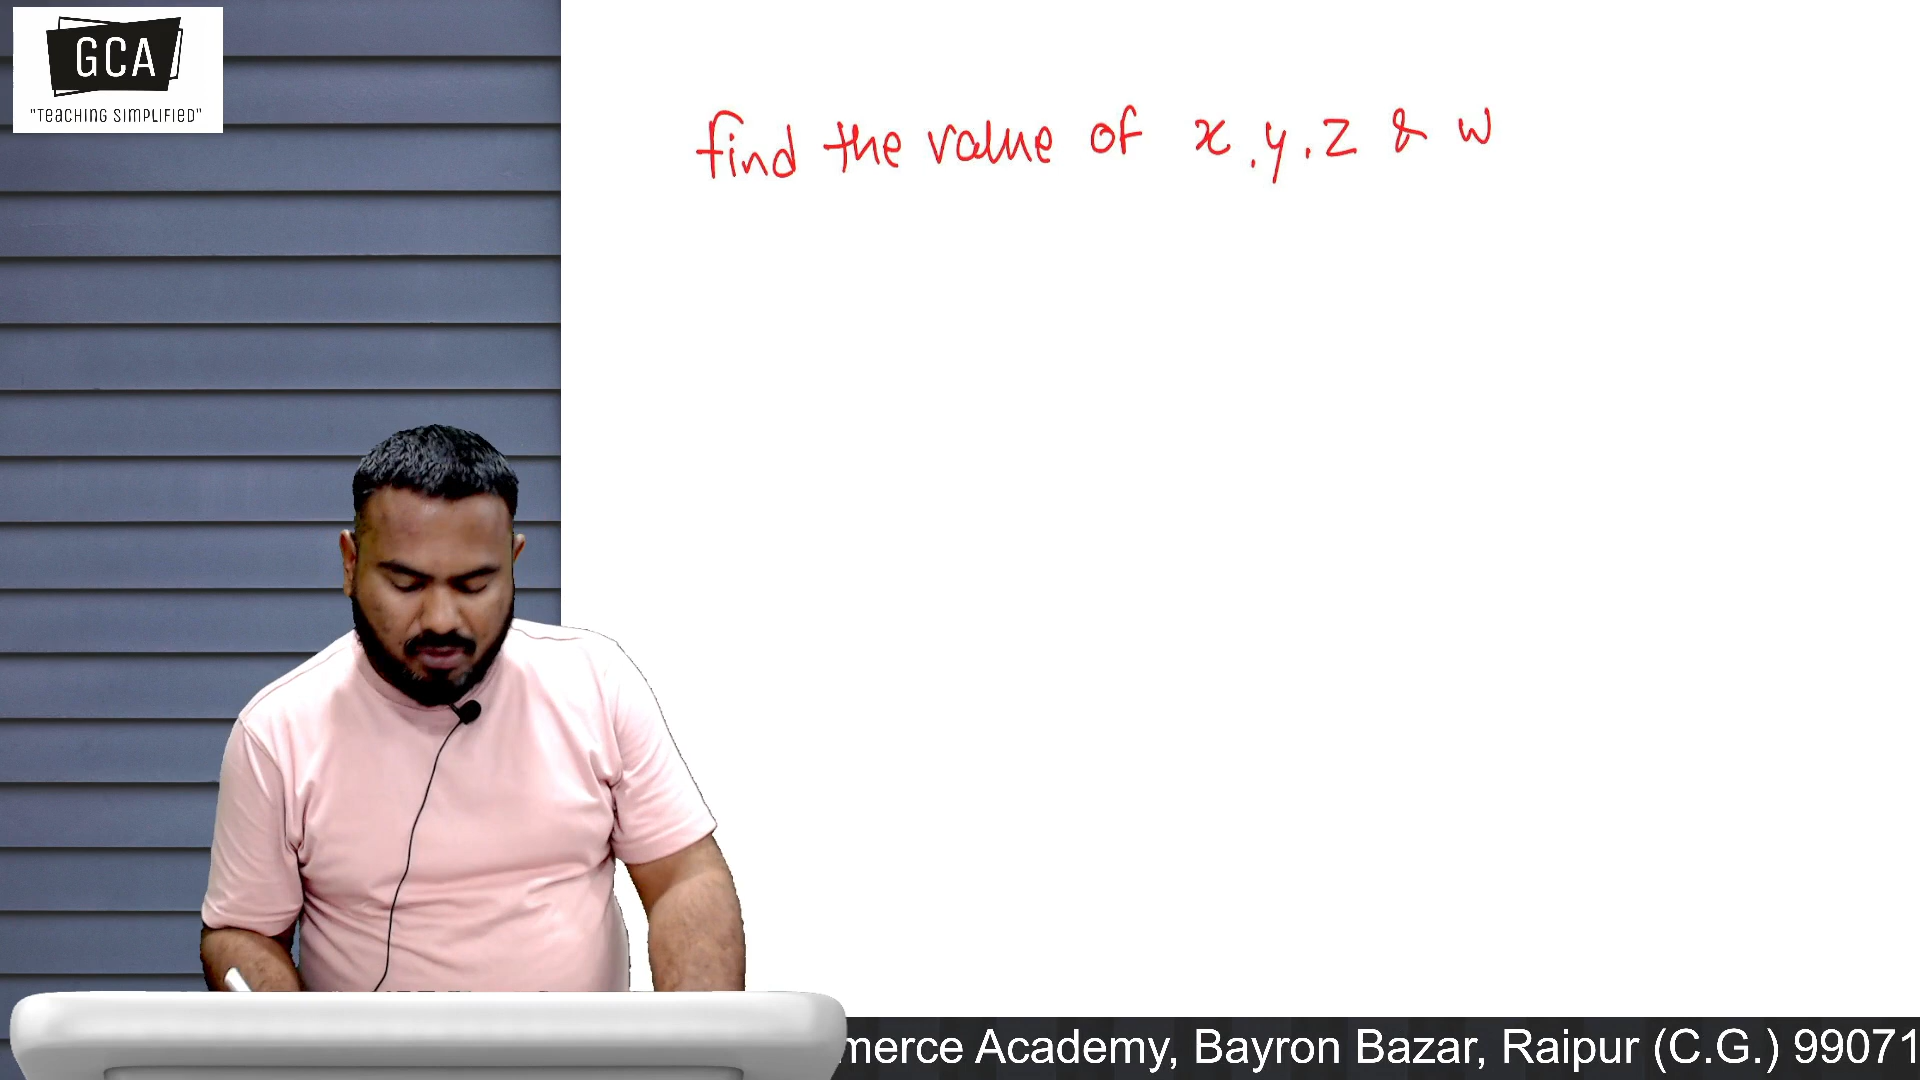 GCA
"Teaching Simplified"
find the value of x, y, z & w
merce Academy, Bayron Bazar, Raipur (C.G.) 99071